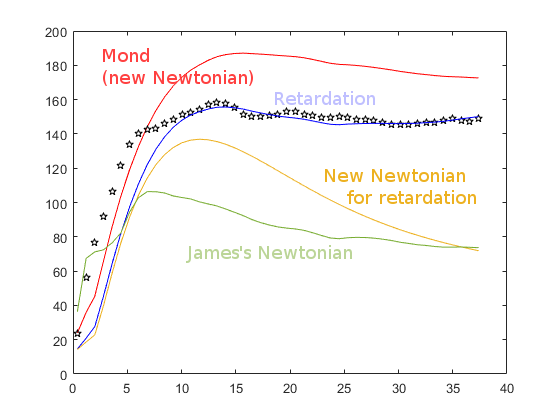 200
180
160
140
120
100
80
60
40
20
0
Mond
(new Newtonian)
Retardation
New Newtonian
for retardation
James's Newtonian
0 5 10 15 20 25 30 35 40